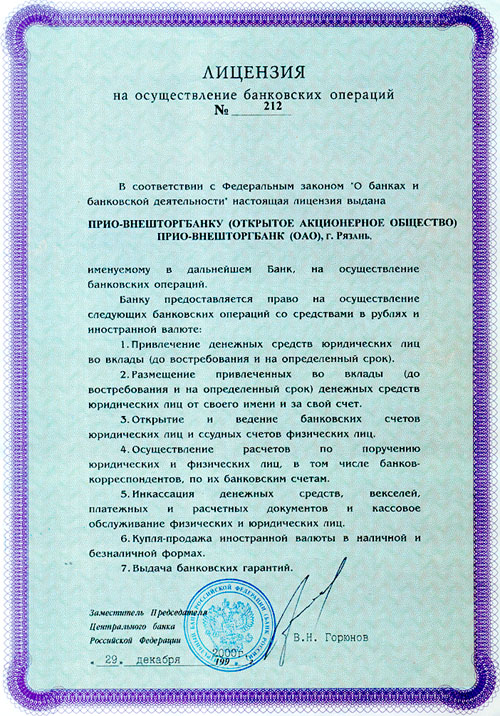 ЛИЦЕНЗИЯ
на осуществление банковских операций
№ 212
В соответствии с Федеральным законом "О банках и
банковской деятельности" настоящая лицензия выдана
ПРИО-ВНЕШТОРГБАНКУ (ОТКРЫТОЕ АКЦИОНЕРНОЕ ОБЩЕСТВО)
ПРИО-ВНЕШТОРГБАНК (ОАО), г. Рязань.
именуемому в дальнейшем Банк, на осуществление
банковских операций.
Банку предоставляется право на осуществление
следующих банковских операций со средствами в рублях и
иностранной валюте:
1. Привлечение денежных средств юридических лиц
во вклады (до востребования и на определенный срок).
2. Размещение привлеченных во вклады (до
востребования и на определенный срок) денежных средств
юридических лиц от своего имени и за свой счет.
3. Открытие и ведение банковских счетов
юридических лиц и ссудных счетов физических лиц.
4. Осуществление расчетов по поручению
юридических и физических лиц, в том числе банков-
корреспондентов, по их банковским счетам.
5. Инкассация денежных средств, векселей,
платежных и расчетных документов и кассовое
обслуживание физических и юридических лиц.
6. Купля-продажа иностранной валюты в наличной и
безналичной формах.
7. Выдача банковских гарантий.
Заместитель Председателя
Центрального банка
Российской Федерации
В.Н. Горюнов
2000г.
" 29 " декабря 199